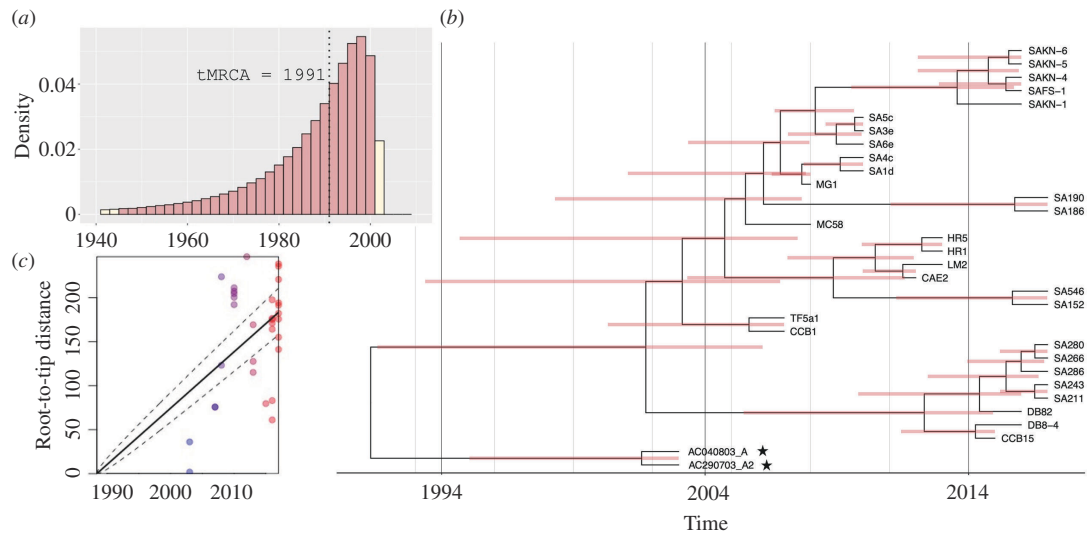 (a)
tMRCA = 1991
Density
0.04
0.02
0
1940
1960
1980
2000
(b)
SAKN-6
SAKN-5
SAKN-4
SAFS-1
SAKN-1
SA5c
SA3e
SA6e
SA4c
SA1d
MG1
SA190
SA186
MC58
HR5
HR1
LM2
CAE2
SA546
SA152
TF5a1
CCB1
SA280
SA266
SA286
SA243
SA211
DB82
DB8-4
CCB15
AC040803_A ★
AC290703_A2 ★
1994
2004
2014
Time
(c)
Root-to-tip distance
200
150
100
50
0
1990
2000
2010